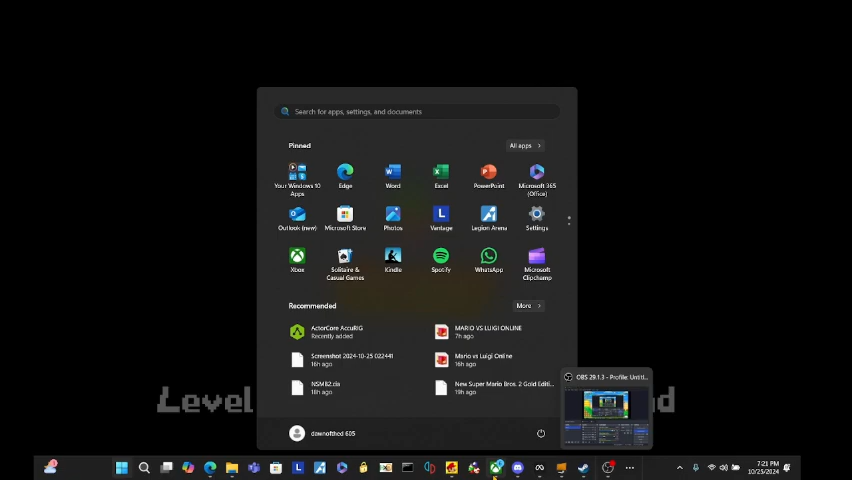 Search for apps, settings, and documents
Pinned
All apps
Your Windows 10 Apps
Edge
Word
Excel
PowerPoint
Microsoft 365 (Office)
Outlook (new)
Microsoft Store
Photos
Vantage
Legion Arena
Settings
Xbox
Solitaire & Casual Games
Kindle
Spotify
WhatsApp
Microsoft Clipchamp
Recommended
More
ActorCore AccuRIG
Recently added
MARIO VS LUIGI ONLINE
7h ago
Screenshot 2024-10-25 022441
16h ago
Mario vs Luigi Online
16h ago
NSMB2.cia
18h ago
New Super Mario Bros. 2 Gold Editi...
19h ago
OBS 29.1.3 - Profile: Untitl...
Level
dawnofthed 605
7:21 PM
10/25/2024